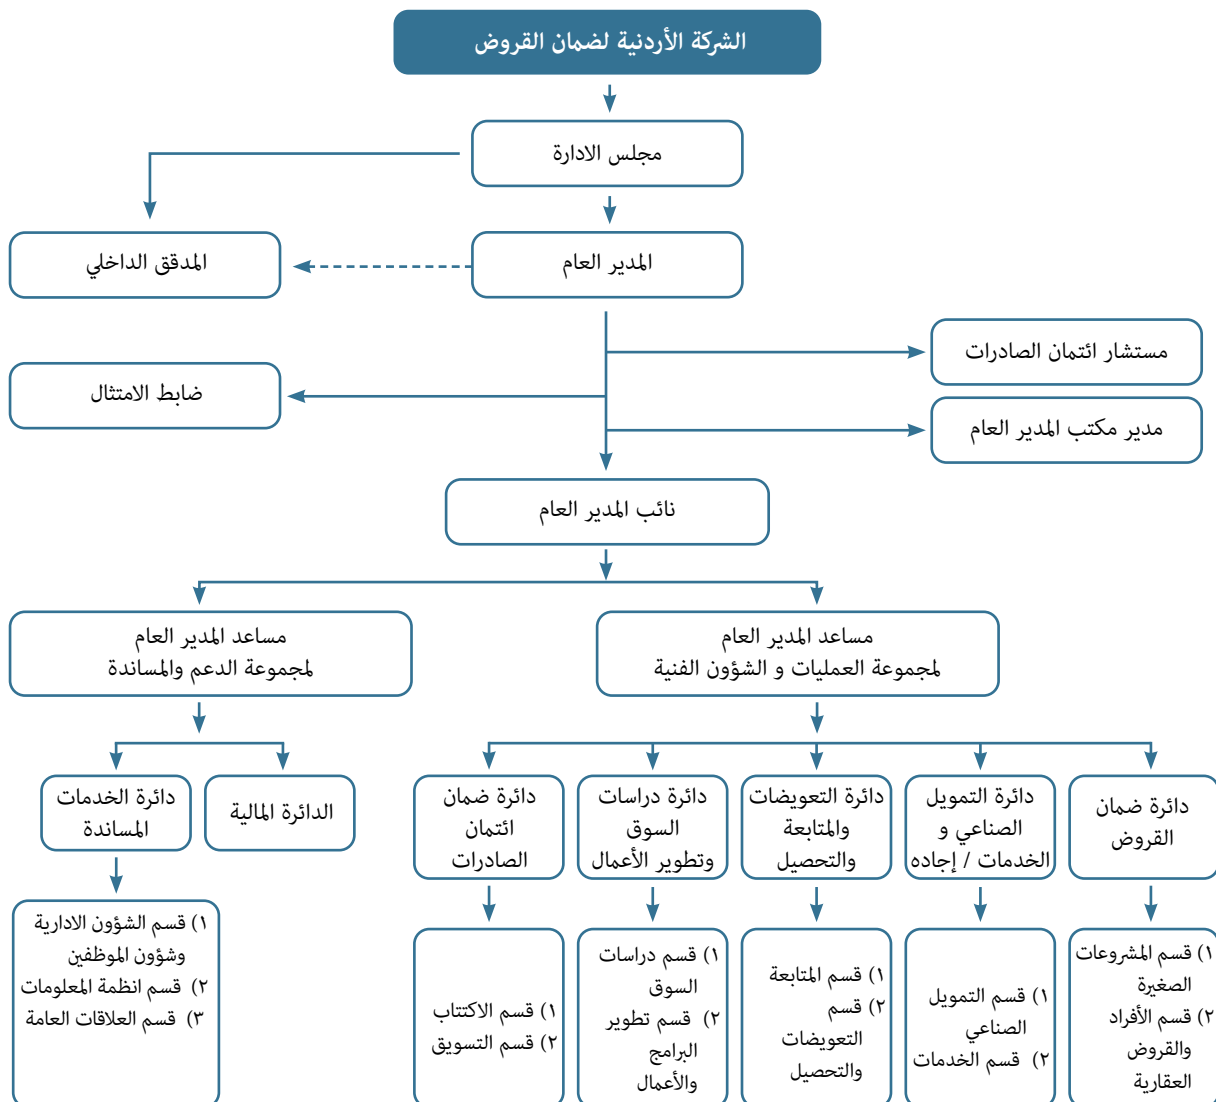 الشركة الأردنية لضمان القروض
مجلس الادارة
المدير العام
المدقق الداخلي
مستشار ائتمان الصادرات
ضابط الامتثال
مدير مكتب المدير العام
نائب المدير العام
مساعد المدير العام
لمجموعة العمليات و الشؤون الفنية
مساعد المدير العام
لمجموعة الدعم والمساندة
دائرة ضمان
القروض
دائرة التمويل
الصناعي و
الخدمات / إجاده
دائرة التعويضات
والمتابعة
والتحصيل
دائرة دراسات
السوق
وتطوير الأعمال
دائرة ضمان
ائتمان
الصادرات
الدائرة المالية
دائرة الخدمات
المساندة
١) قسم المشروعات
الصغيرة
٢) قسم الأفراد
والقروض
العقارية
١) قسم التمويل
الصناعي
٢) قسم الخدمات
١) قسم المتابعة
٢) قسم
التعويضات
والتحصيل
١) قسم دراسات
السوق
٢) قسم تطوير
البرامج
والأعمال
١) قسم الاكتتاب
٢) قسم التسويق
١) قسم الشؤون الادارية
وشؤون الموظفين
٢) قسم انظمة المعلومات
٣) قسم العلاقات العامة